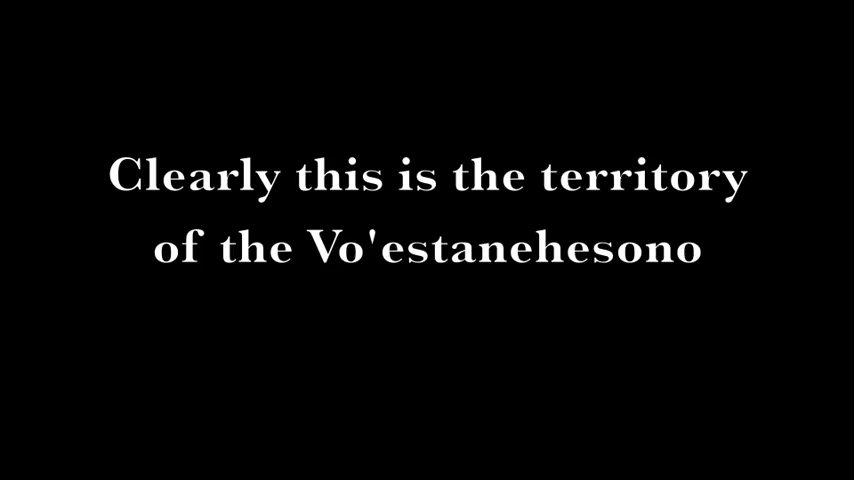 Clearly this is the territory
of the Vo'estanehesono